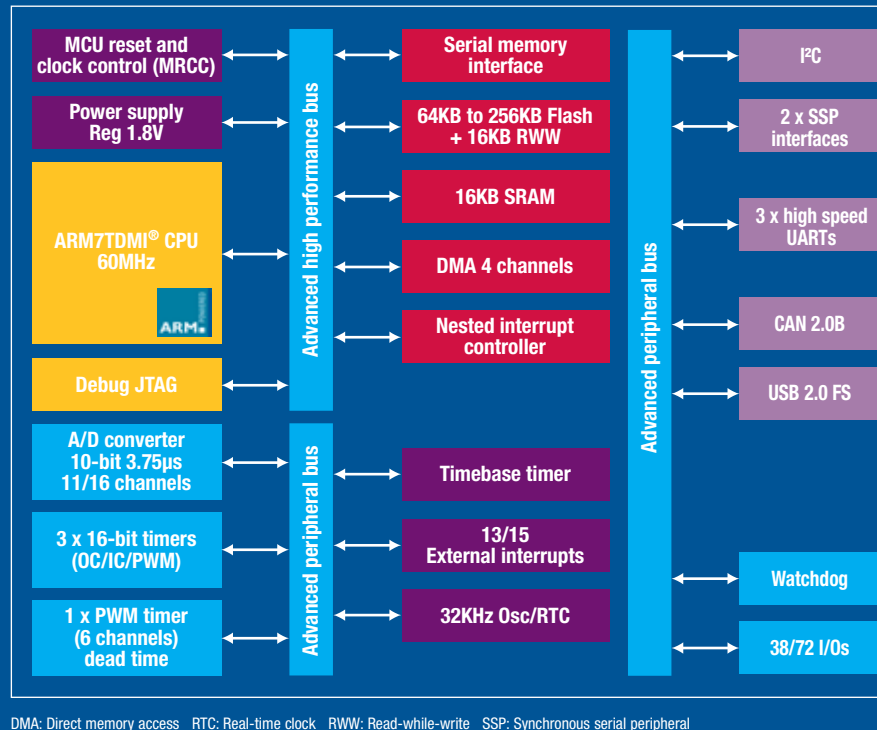 MCU reset and
clock control (MRCC)
Power supply
Reg 1.8V
ARM7TDMI® CPU
60MHz
ARM
POWERED
Debug JTAG
A/D converter
10-bit 3.75µs
11/16 channels
3 x 16-bit timers
(OC/IC/PWM)
1 x PWM timer
(6 channels)
dead time
Advanced high performance bus
Advanced peripheral bus
Serial memory
interface
64KB to 256KB Flash
+ 16KB RWW
16KB SRAM
DMA 4 channels
Nested interrupt
controller
Timebase timer
13/15
External interrupts
32KHz Osc/RTC
Advanced peripheral bus
I²C
2 x SSP
interfaces
3 x high speed
UARTs
CAN 2.0B
USB 2.0 FS
Watchdog
38/72 I/Os
DMA: Direct memory access RTC: Real-time clock RWW: Read-while-write SSP: Synchronous serial peripheral